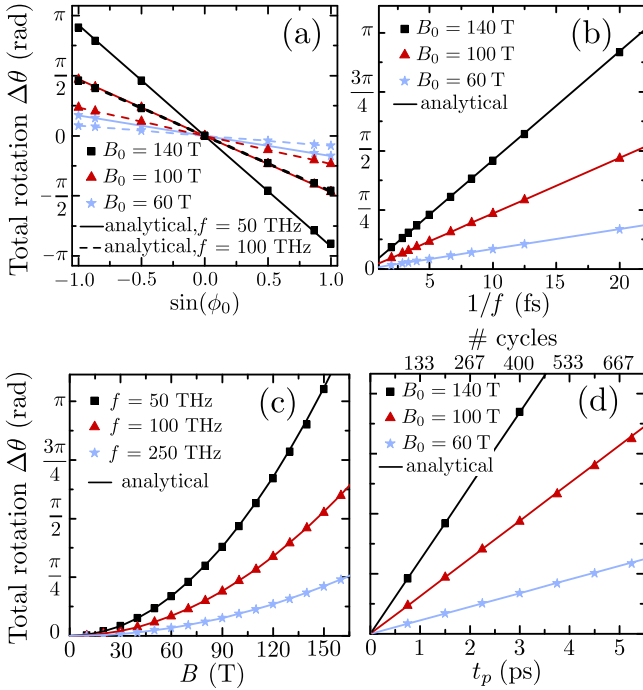 Total rotation Δθ (rad)
π
π/2
0
−π/2
−π
(a)
B₀ = 140 T
B₀ = 100 T
B₀ = 60 T
analytical, f = 50 THz
analytical, f = 100 THz
−1.0 −0.5 0.0 0.5 1.0
sin(ϕ₀)
π
3π/4
π/2
π/4
0
(b)
B₀ = 140 T
B₀ = 100 T
B₀ = 60 T
analytical
5 10 15 20
1/f (fs)
Total rotation Δθ (rad)
π
3π/4
π/2
π/4
0
(c)
f = 50 THz
f = 100 THz
f = 250 THz
analytical
0 30 60 90 120 150
B (T)
# cycles
133 267 400 533 667
(d)
B₀ = 140 T
B₀ = 100 T
B₀ = 60 T
analytical
0 1 2 3 4 5
tₚ (ps)